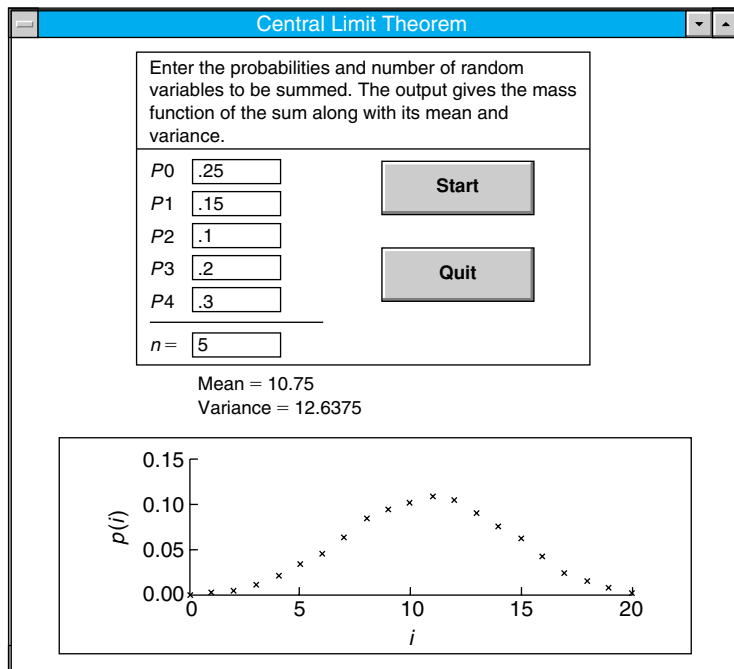 Central Limit Theorem
Enter the probabilities and number of random
variables to be summed. The output gives the mass
function of the sum along with its mean and
variance.
P0 .25
P1 .15
P2 .1
P3 .2
P4 .3
n = 5
Start
Quit
Mean = 10.75
Variance = 12.6375
0.15
0.10
0.05
0.00
p(i)
0 5 10 15 20
i